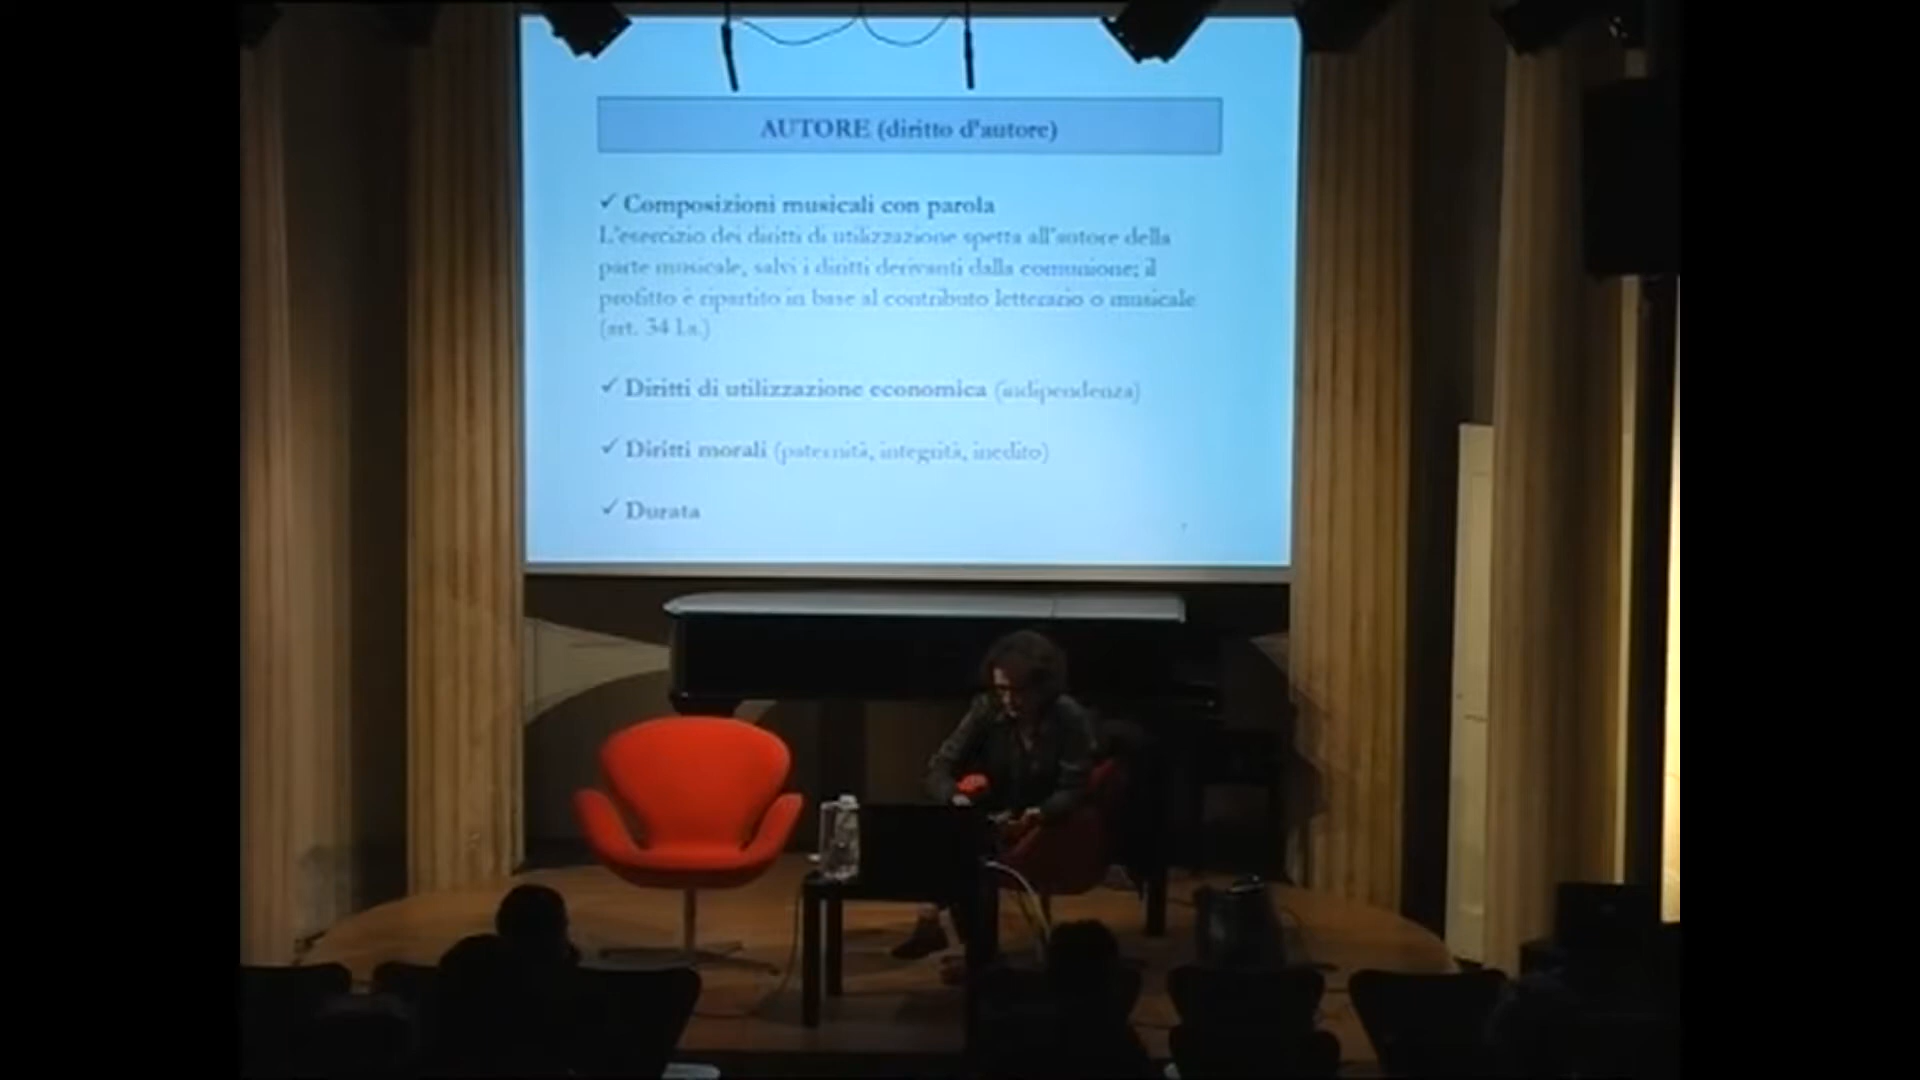 AUTORE (diritto d'autore)
✓ Composizioni musicali con parola
L'esercizio dei diritti di utilizzazione spetta all'autore della
parte musicale, salvi i diritti derivanti dalla comunione; il
profitto è ripartito in base al contributo letterario o musicale
(art. 34 l.a.)
✓ Diritti di utilizzazione economica (indipendenza)
✓ Diritti morali (paternità, integrità, inedito)
✓ Durata